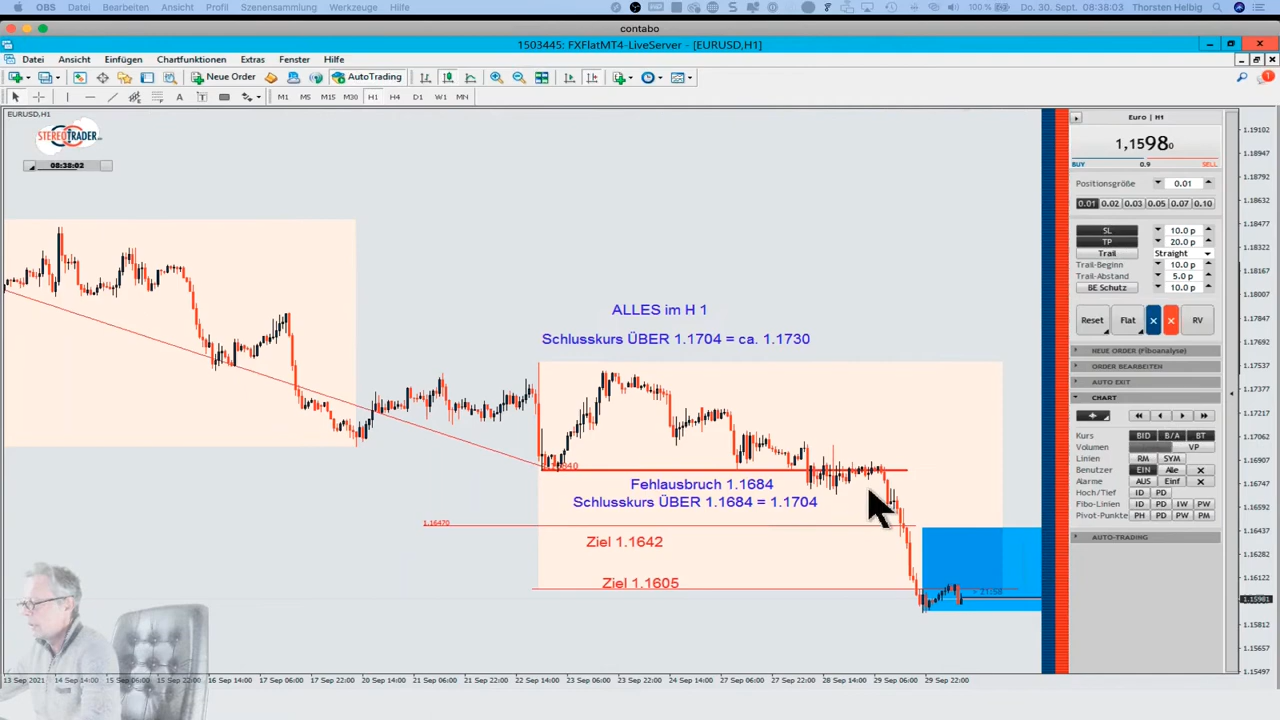 OBS Datei Bearbeiten Ansicht Profil Szenensammlung Werkzeuge Hilfe 100 % Do. 30. Sept. 08:38:03 Thorsten Helbig
contabo
1503445: FXFlatMT4-LiveServer - [EURUSD,H1]
Datei Ansicht Einfügen Chartfunktionen Extras Fenster Hilfe
Neue Order AutoTrading
M1 M5 M15 M30 H1 H4 D1 W1 MN
EURUSD,H1
STEREOTRADER
08:38:02
ALLES im H 1
Schlusskurs ÜBER 1.1704 = ca. 1.1730
Fehlausbruch 1.1684
Schlusskurs ÜBER 1.1684 = 1.1704
1.16470
Ziel 1.1642
Ziel 1.1605
> 21:58
Euro | H1
1,15980
BUY 0.9 SELL
Positionsgröße 0.01
0.01 0.02 0.03 0.05 0.07 0.10
SL 10.0 p
TP 20.0 p
Trail Straight
Trail-Beginn 10.0 p
Trail-Abstand 5.0 p
BE Schutz 10.0 p
Reset Flat RV
NEUE ORDER (Fiboanalyse)
ORDER BEARBEITEN
AUTO EXIT
CHART
Kurs BID B/A BT
Volumen VP
Linien RM SYM
Benutzer EIN Alle
Alarme AUS Einf
Hoch/Tief ID PD
Fibo-Linien ID PD IW PW
Pivot-Punkte PH PD PW PM
AUTO-TRADING
1.19102
1.18947
1.18792
1.18632
1.18477
1.18322
1.18167
1.18007
1.17852
1.17692
1.17537
1.17372
1.17217
1.17062
1.16907
1.16747
1.16592
1.16437
1.16282
1.16122
1.15981
1.15812
1.15657
1.15497
13 Sep 2021 14 Sep 14:00 15 Sep 06:00 15 Sep 22:00 16 Sep 14:00 17 Sep 06:00 17 Sep 22:00 20 Sep 14:00 21 Sep 06:00 21 Sep 22:00 22 Sep 14:00 23 Sep 06:00 23 Sep 22:00 24 Sep 14:00 27 Sep 06:00 27 Sep 22:00 28 Sep 14:00 29 Sep 06:00 29 Sep 22:00